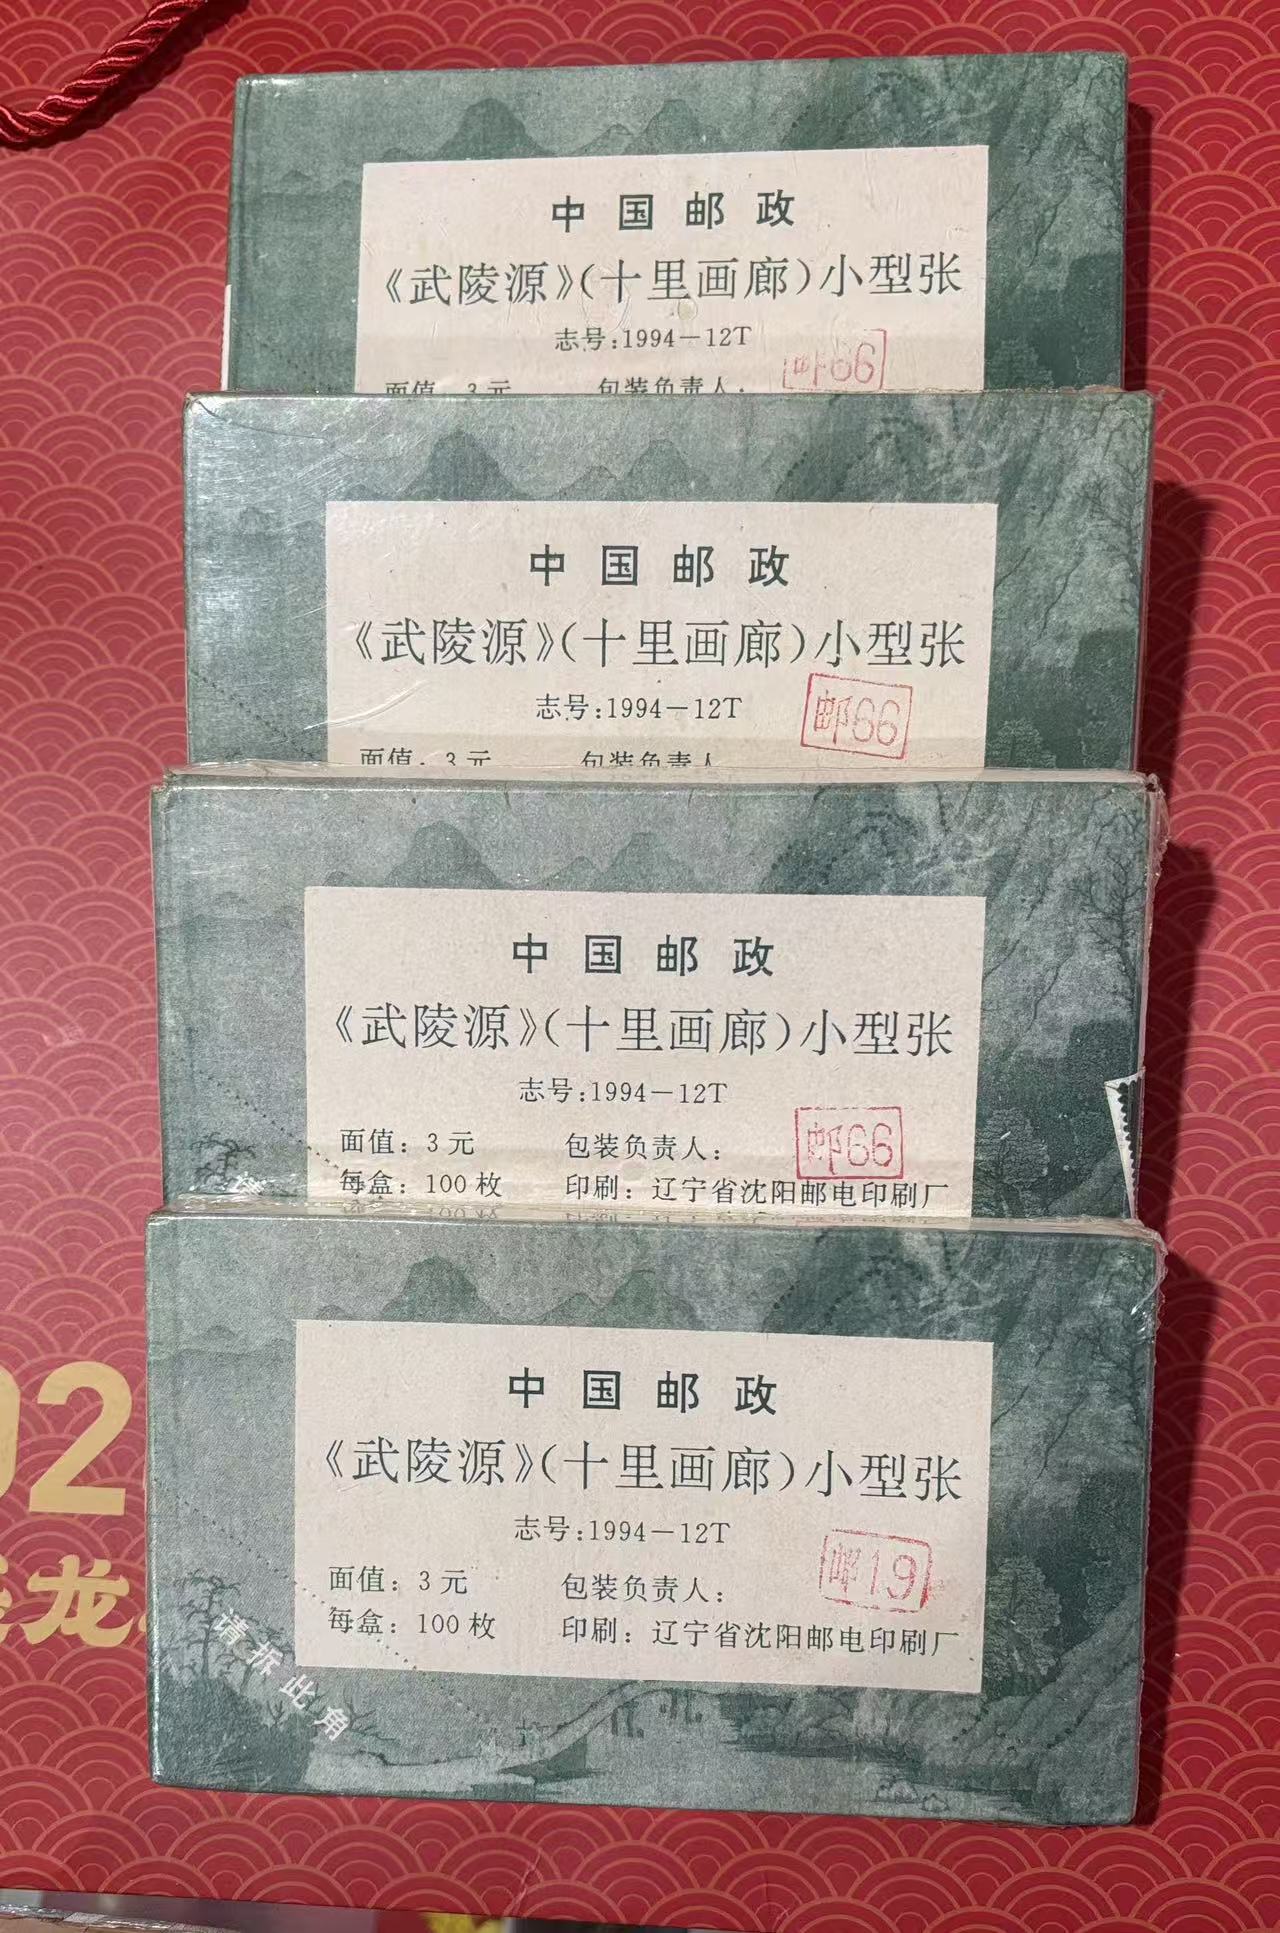 中国邮政
《武陵源》(十里画廊)小型张
志号:1994-12T
面值:3元 包装负责人: 邮66
中国邮政
《武陵源》(十里画廊)小型张
志号:1994-12T
面值:3元 包装负责人 邮66
中国邮政
《武陵源》(十里画廊)小型张
志号:1994-12T
面值:3元 包装负责人: 邮66
每盒:100枚 印刷:辽宁省沈阳邮电印刷厂
请
中国邮政
《武陵源》(十里画廊)小型张
志号:1994-12T
面值:3元 包装负责人: 邮19
每盒:100枚 印刷:辽宁省沈阳邮电印刷厂
请拆此角
02
龙